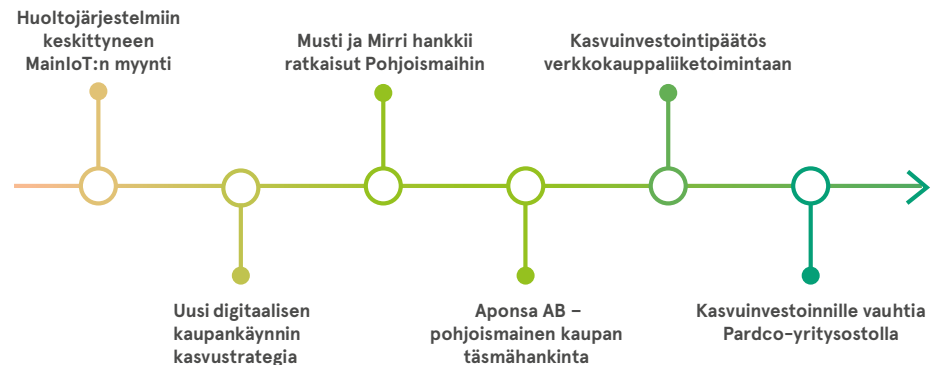 Huoltojärjestelmiin
keskittyneen
MainIoT:n myynti
Uusi digitaalisen
kaupankäynnin
kasvustrategia
Musti ja Mirri hankkii
ratkaisut Pohjoismaihin
Aponsa AB –
pohjoismainen kaupan
täsmähankinta
Kasvuinvestointipäätös
verkkokauppaliiketoimintaan
Kasvuinvestoinnille vauhtia
Pardco-yritysostolla